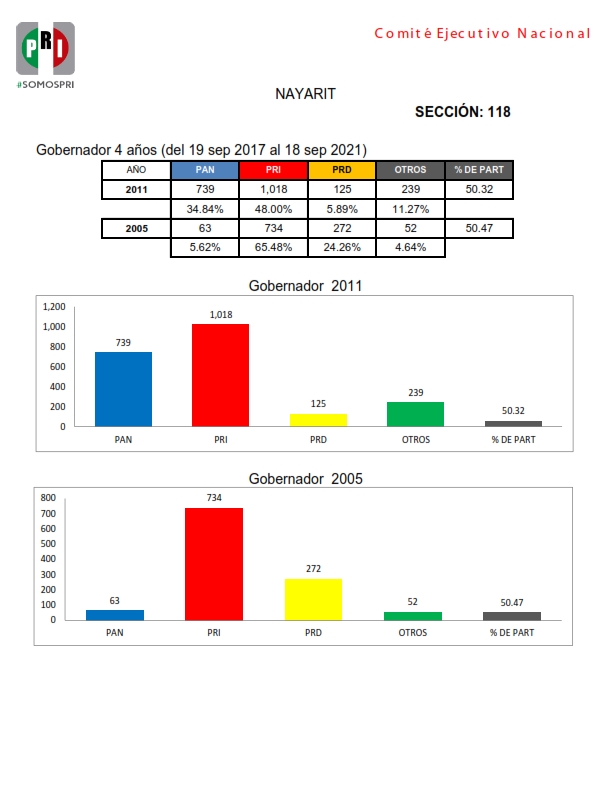 Comité Ejecutivo Nacional
PRI
#SOMOSPRI
NAYARIT
SECCIÓN: 118
Gobernador 4 años (del 19 sep 2017 al 18 sep 2021)
AÑO PAN PRI PRD OTROS % DE PART
2011 739 1,018 125 239 50.32
34.84% 48.00% 5.89% 11.27%
2005 63 734 272 52 50.47
5.62% 65.48% 24.26% 4.64%
Gobernador 2011
1,200
1,000
800
600
400
200
0
739 1,018 125 239 50.32
PAN PRI PRD OTROS % DE PART
Gobernador 2005
800
700
600
500
400
300
200
100
0
63 734 272 52 50.47
PAN PRI PRD OTROS % DE PART